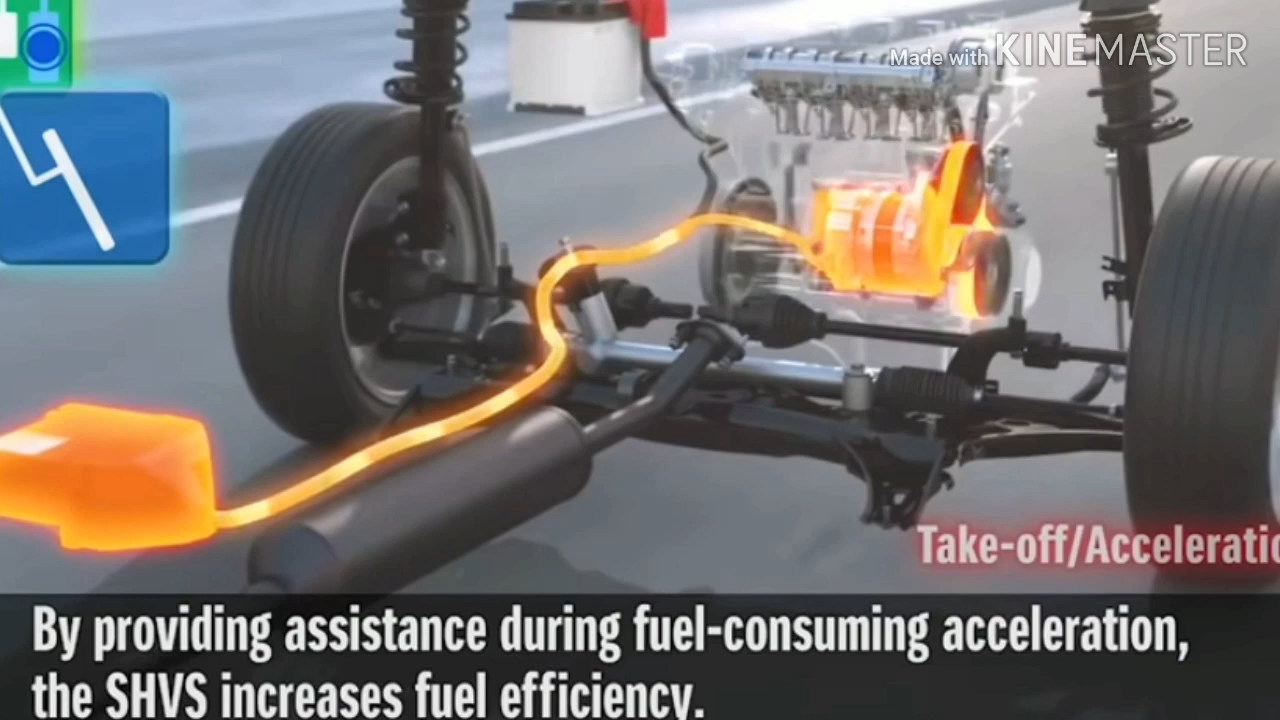 Made with KINEMASTER
Take-off/Acceleratio
By providing assistance during fuel-consuming acceleration,
the SHVS increases fuel efficiency.